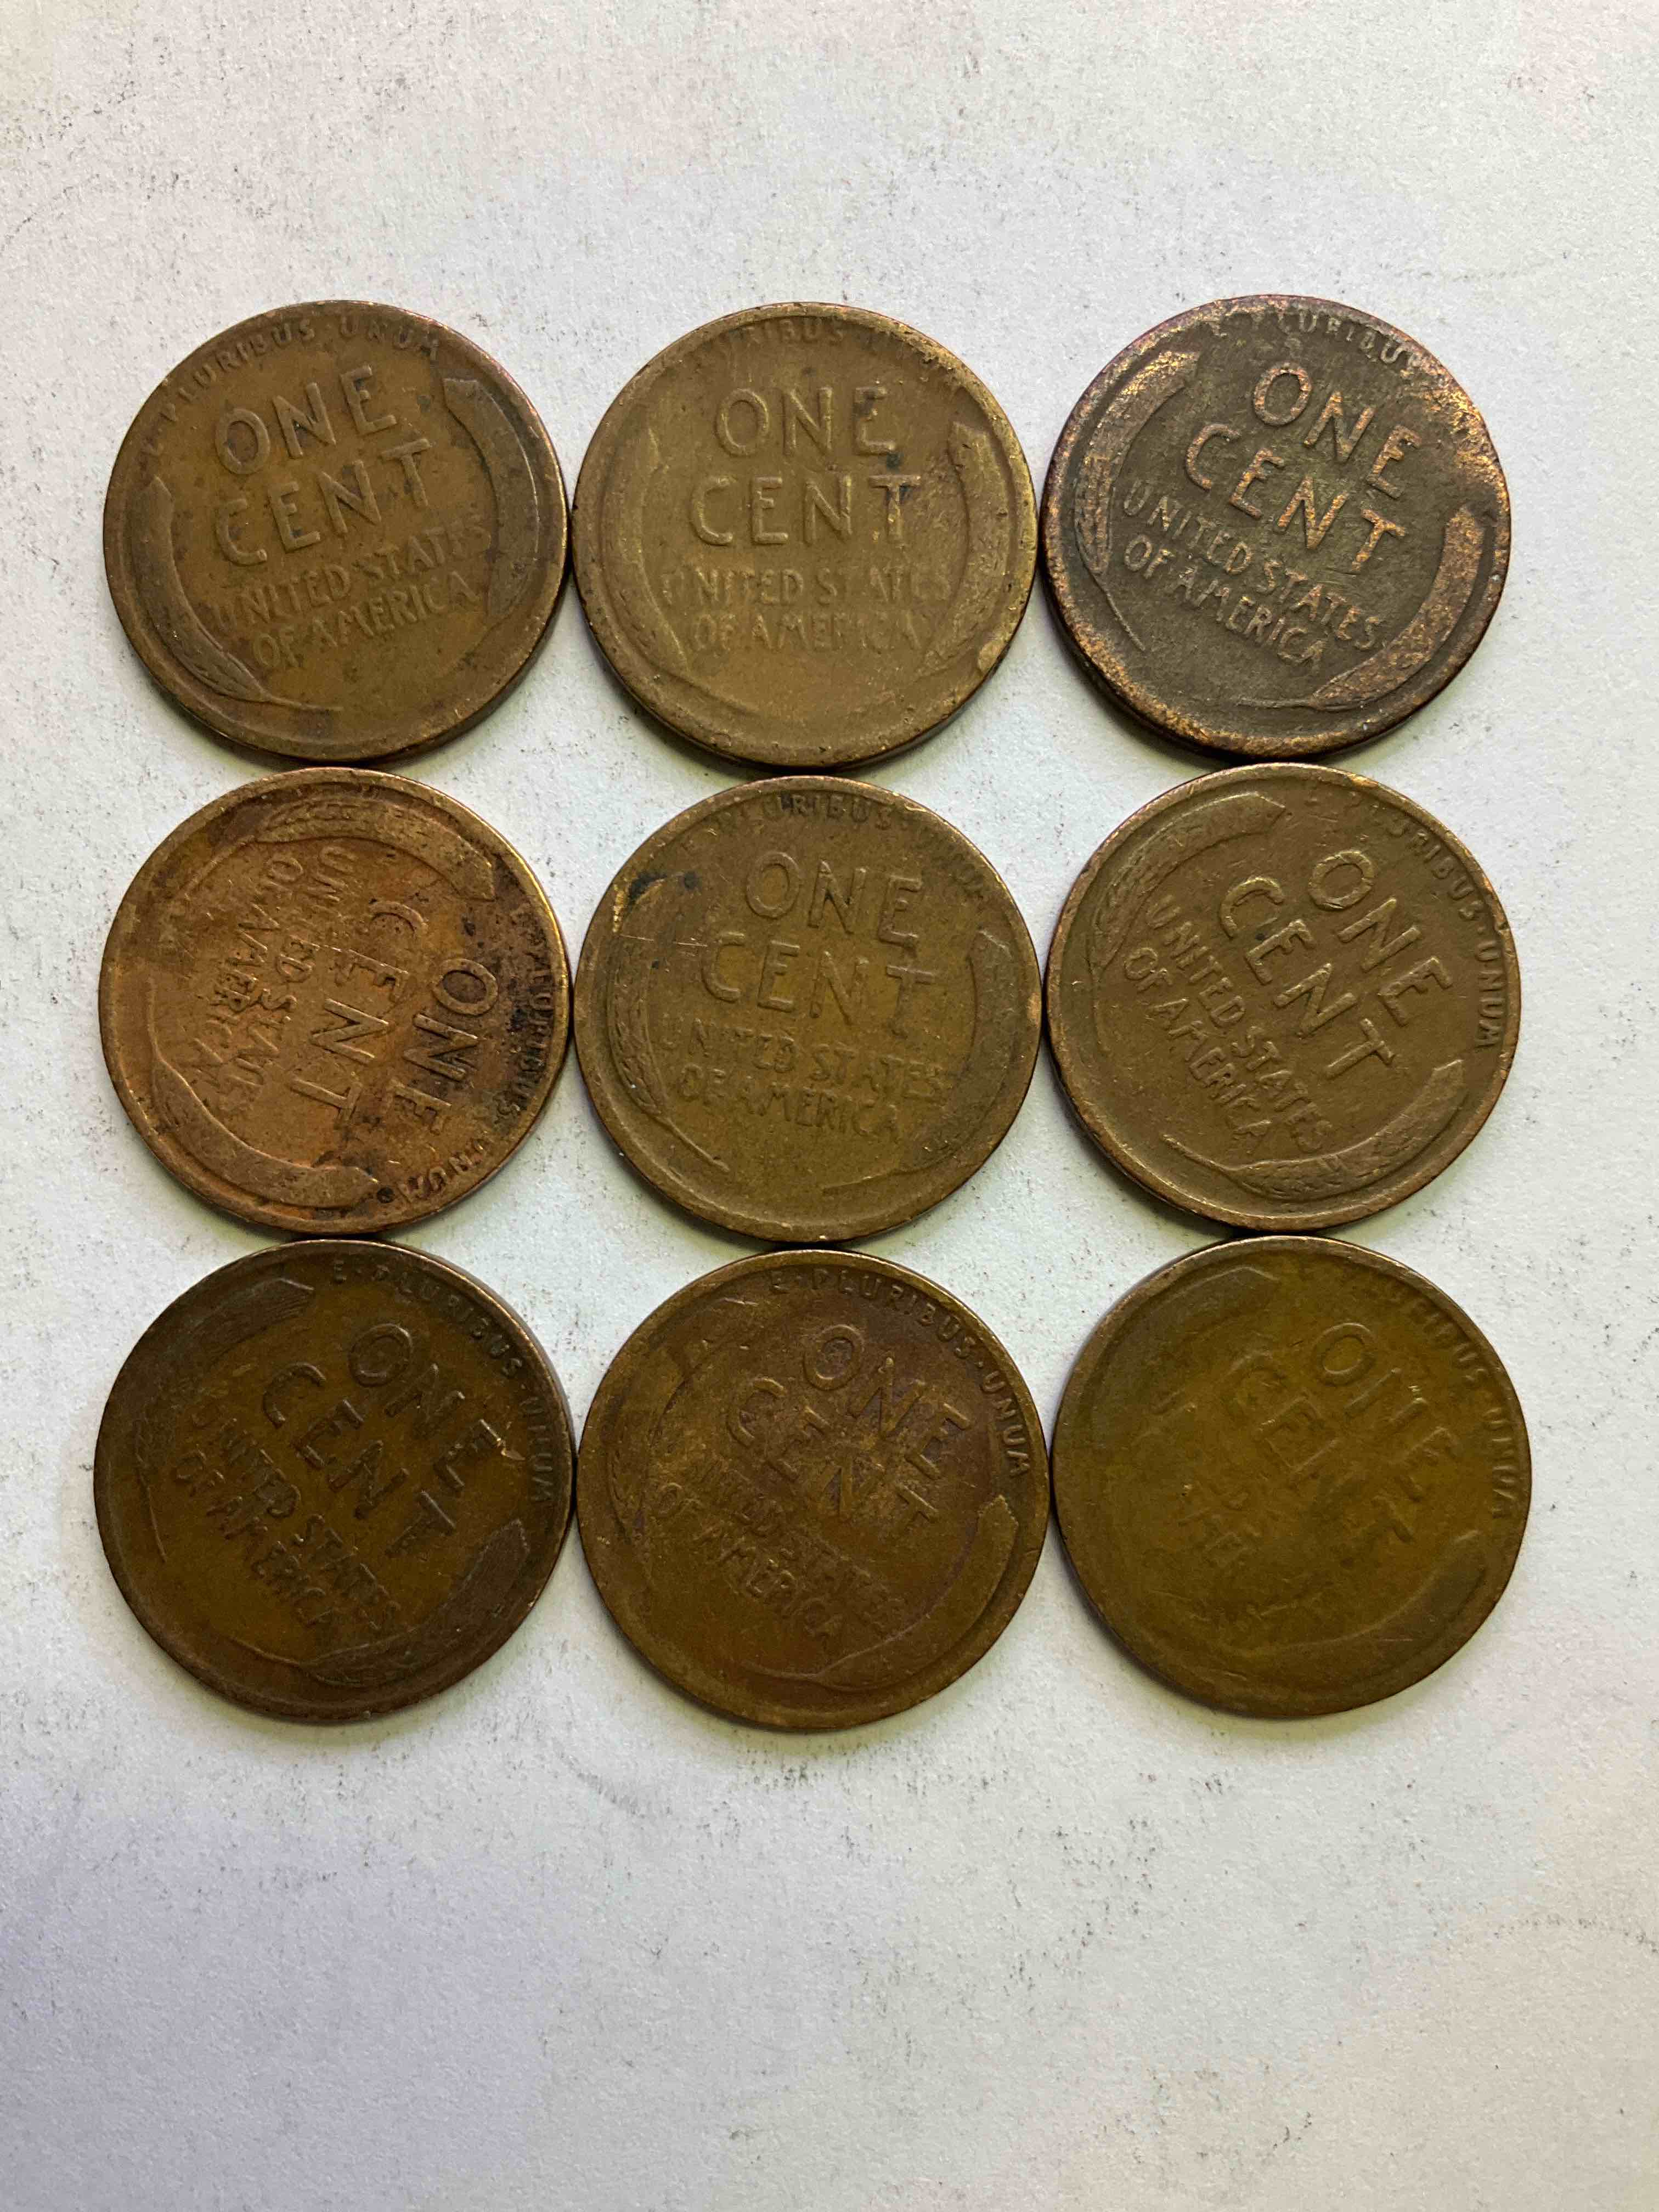 E·PLURIBUS·UNUM
ONE
CENT
UNITED STATES
OF AMERICA
PLURIBUS
ONE
CENT
UNITED STATES
OF AMERICA
E·PLURIBUS
ONE
CENT
UNITED STATES
OF AMERICA
E·PLURIBUS·UNUM
ONE
CENT
UNITED STATES
OF AMERICA
E·PLURIBUS·UNUM
ONE
CENT
UNITED STATES
OF AMERICA
PLURIBUS·UNUM
ONE
CENT
UNITED STATES
OF AMERICA
E·PLURIBUS·UNUM
ONE
CENT
UNITED STATES
OF AMERICA
E·PLURIBUS·UNUM
ONE
CENT
UNITED STATES
OF AMERICA
PLURIBUS UNUM
ONE
CENT